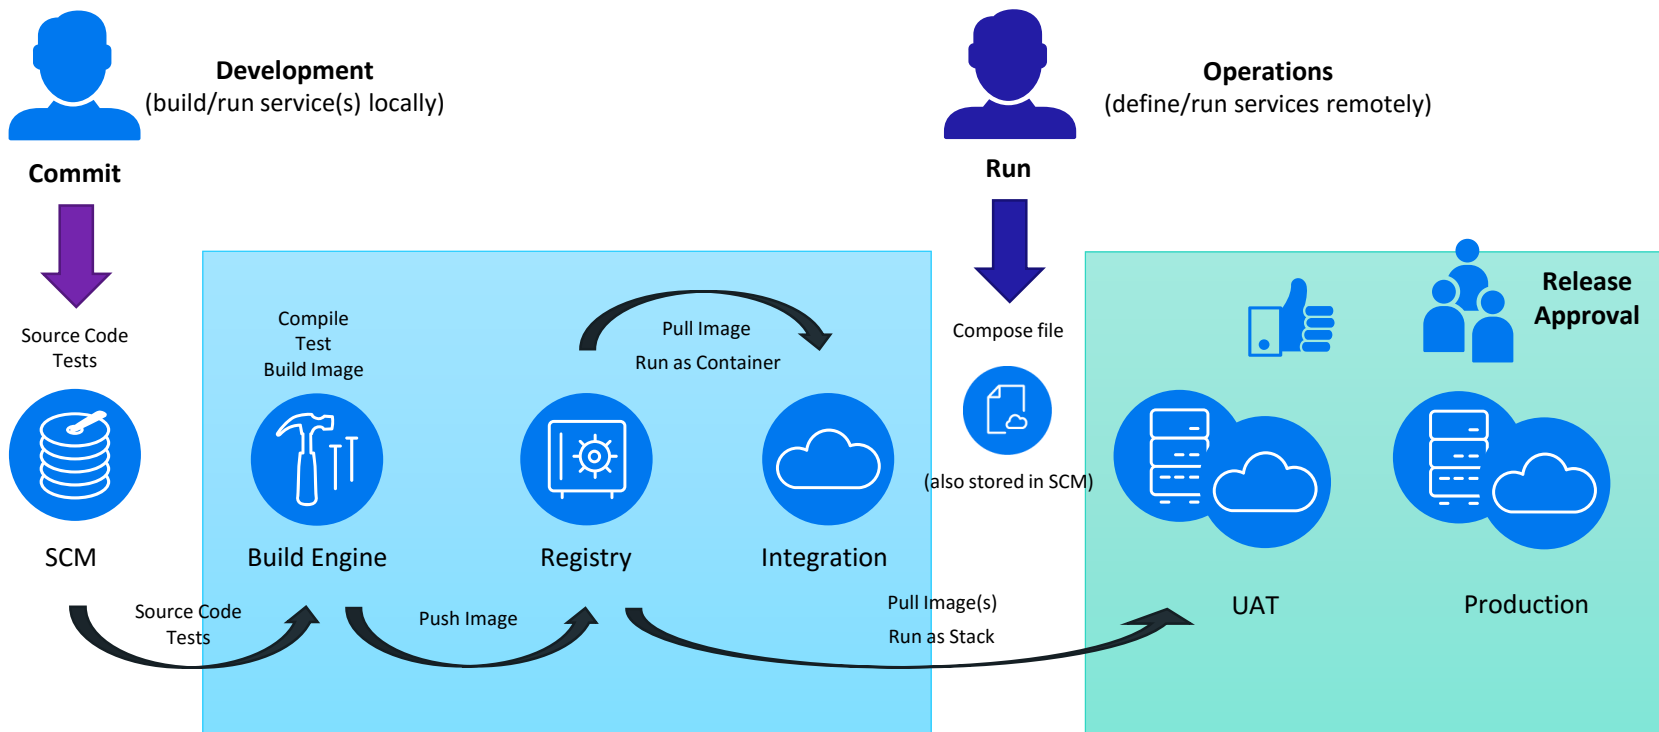 Development
(build/run service(s) locally)
Operations
(define/run services remotely)
Commit
Run
Source Code
Tests
Compile
Test
Build Image
Pull Image
Run as Container
Compose file
(also stored in SCM)
Release
Approval
SCM
Build Engine
Registry
Integration
UAT
Production
Source Code
Tests
Push Image
Pull Image(s)
Run as Stack